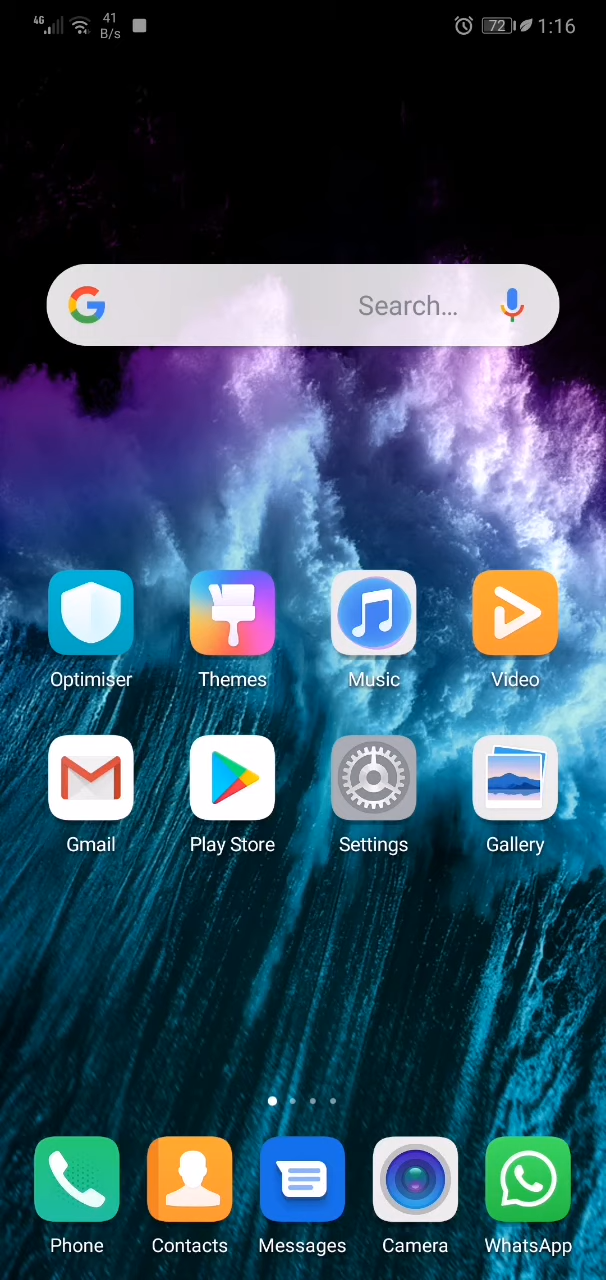 4G 41 B/s 72 1:16
G Search...
Optimiser Themes Music Video
Gmail Play Store Settings Gallery
Phone Contacts Messages Camera WhatsApp